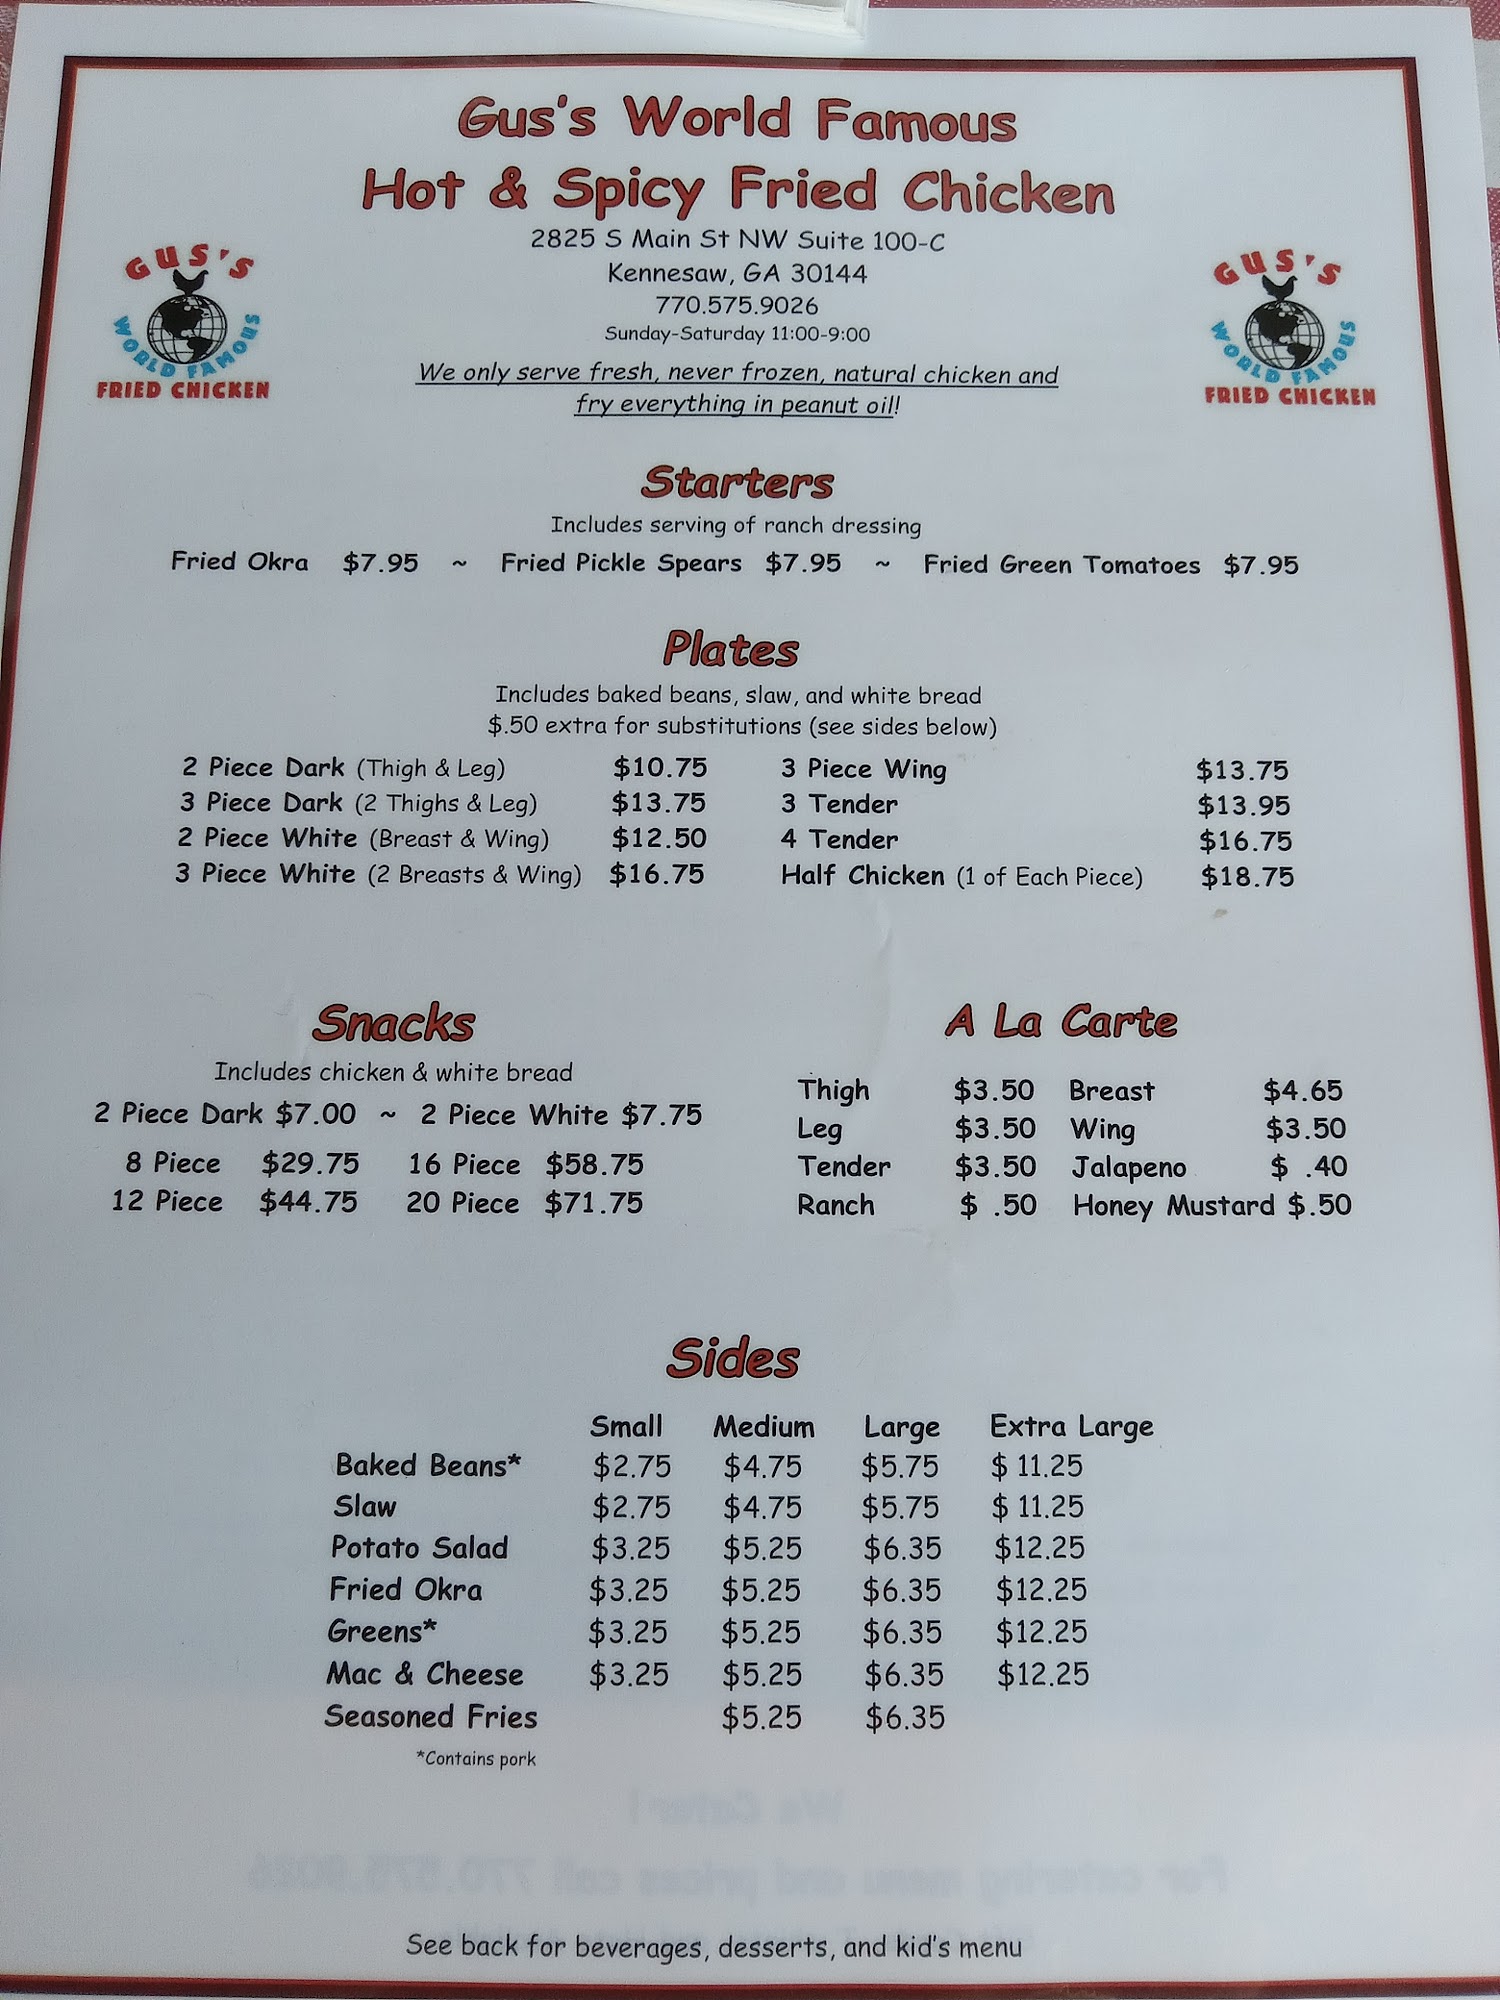 Gus's World Famous
Hot & Spicy Fried Chicken
2825 S Main St NW Suite 100-C
Kennesaw, GA 30144
770.575.9026
Sunday-Saturday 11:00-9:00
We only serve fresh, never frozen, natural chicken and
fry everything in peanut oil!
GUS'S
WORLD FAMOUS
FRIED CHICKEN
GUS'S
WORLD FAMOUS
FRIED CHICKEN
Starters
Includes serving of ranch dressing
Fried Okra $7.95 ~ Fried Pickle Spears $7.95 ~ Fried Green Tomatoes $7.95
Plates
Includes baked beans, slaw, and white bread
$.50 extra for substitutions (see sides below)
2 Piece Dark (Thigh & Leg) $10.75 3 Piece Wing $13.75
3 Piece Dark (2 Thighs & Leg) $13.75 3 Tender $13.95
2 Piece White (Breast & Wing) $12.50 4 Tender $16.75
3 Piece White (2 Breasts & Wing) $16.75 Half Chicken (1 of Each Piece) $18.75
Snacks
Includes chicken & white bread
2 Piece Dark $7.00 ~ 2 Piece White $7.75
8 Piece $29.75 16 Piece $58.75
12 Piece $44.75 20 Piece $71.75
A La Carte
Thigh $3.50 Breast $4.65
Leg $3.50 Wing $3.50
Tender $3.50 Jalapeno $ .40
Ranch $ .50 Honey Mustard $.50
Sides
Small Medium Large Extra Large
Baked Beans* $2.75 $4.75 $5.75 $ 11.25
Slaw $2.75 $4.75 $5.75 $ 11.25
Potato Salad $3.25 $5.25 $6.35 $12.25
Fried Okra $3.25 $5.25 $6.35 $12.25
Greens* $3.25 $5.25 $6.35 $12.25
Mac & Cheese $3.25 $5.25 $6.35 $12.25
Seasoned Fries $5.25 $6.35
*Contains pork
We Cater!
For catering menu and prices call 770.575.9026
See back for beverages, desserts, and kid's menu